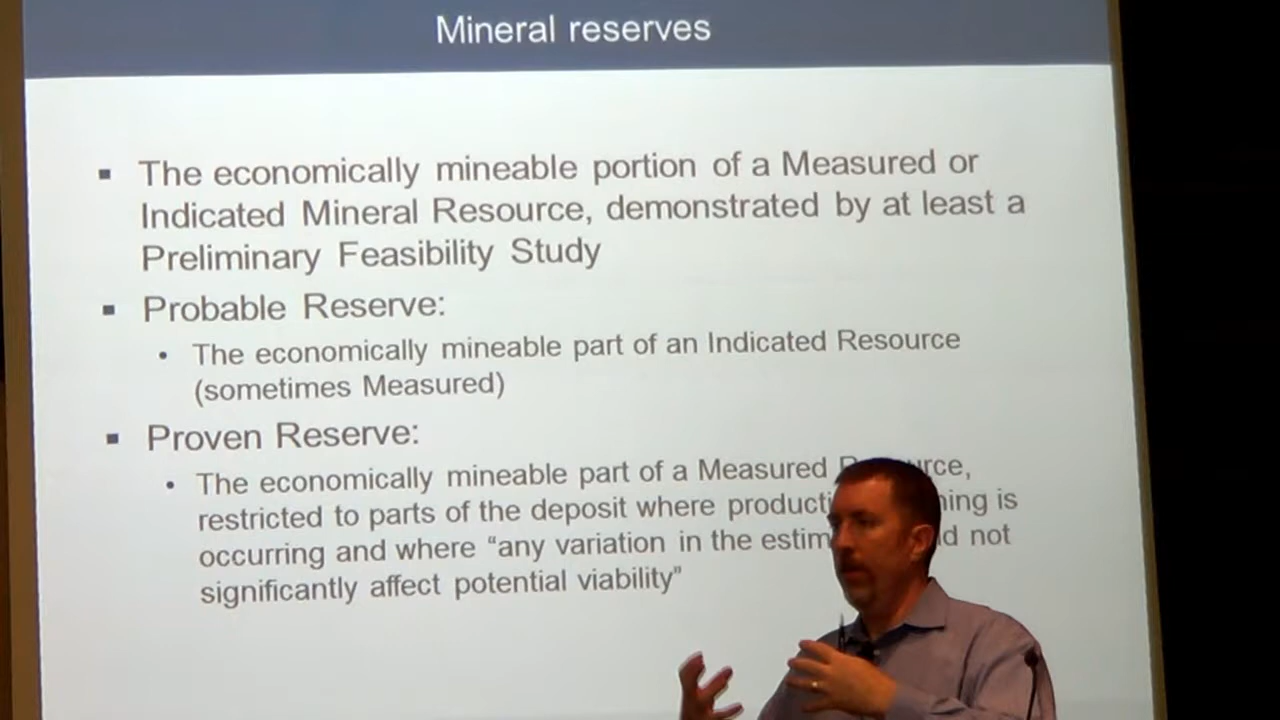 Mineral reserves
▪ The economically mineable portion of a Measured or
Indicated Mineral Resource, demonstrated by at least a
Preliminary Feasibility Study
▪ Probable Reserve:
• The economically mineable part of an Indicated Resource
(sometimes Measured)
▪ Proven Reserve:
• The economically mineable part of a Measured
restricted to parts of the deposit where is
occurring and where “any variation in the not
significantly affect potential viability”